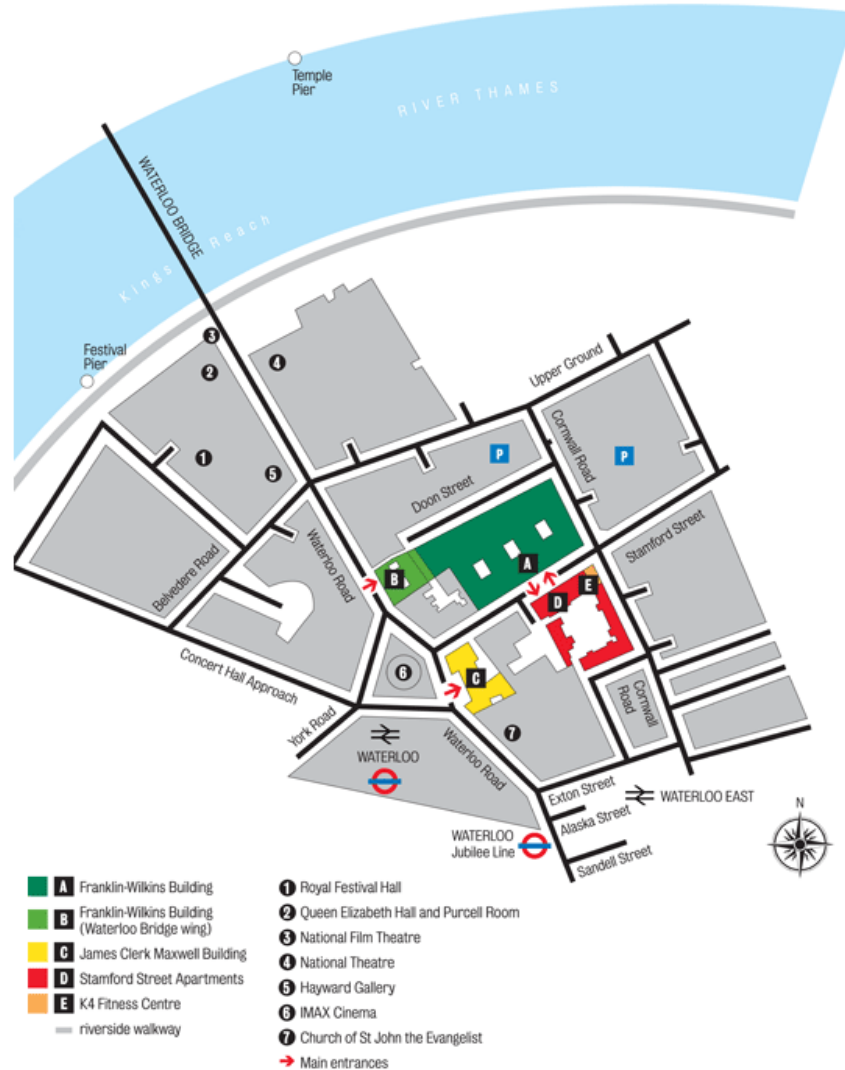 Temple
Pier
RIVER THAMES
WATERLOO BRIDGE
Kings Reach
Festival
Pier
3
2
4
1
5
Upper Ground
Cornwall Road
P
P
Doon Street
Stamford Street
Waterloo Road
Belvedere Road
A
B
E
D
Concert Hall Approach
6
C
Cornwall
Road
York Road
7
WATERLOO
Waterloo Road
Exton Street
WATERLOO EAST
Alaska Street
N
WATERLOO
Jubilee Line
Sandell Street
A Franklin-Wilkins Building
B Franklin-Wilkins Building
(Waterloo Bridge wing)
C James Clerk Maxwell Building
D Stamford Street Apartments
E K4 Fitness Centre
riverside walkway
1 Royal Festival Hall
2 Queen Elizabeth Hall and Purcell Room
3 National Film Theatre
4 National Theatre
5 Hayward Gallery
6 IMAX Cinema
7 Church of St John the Evangelist
Main entrances